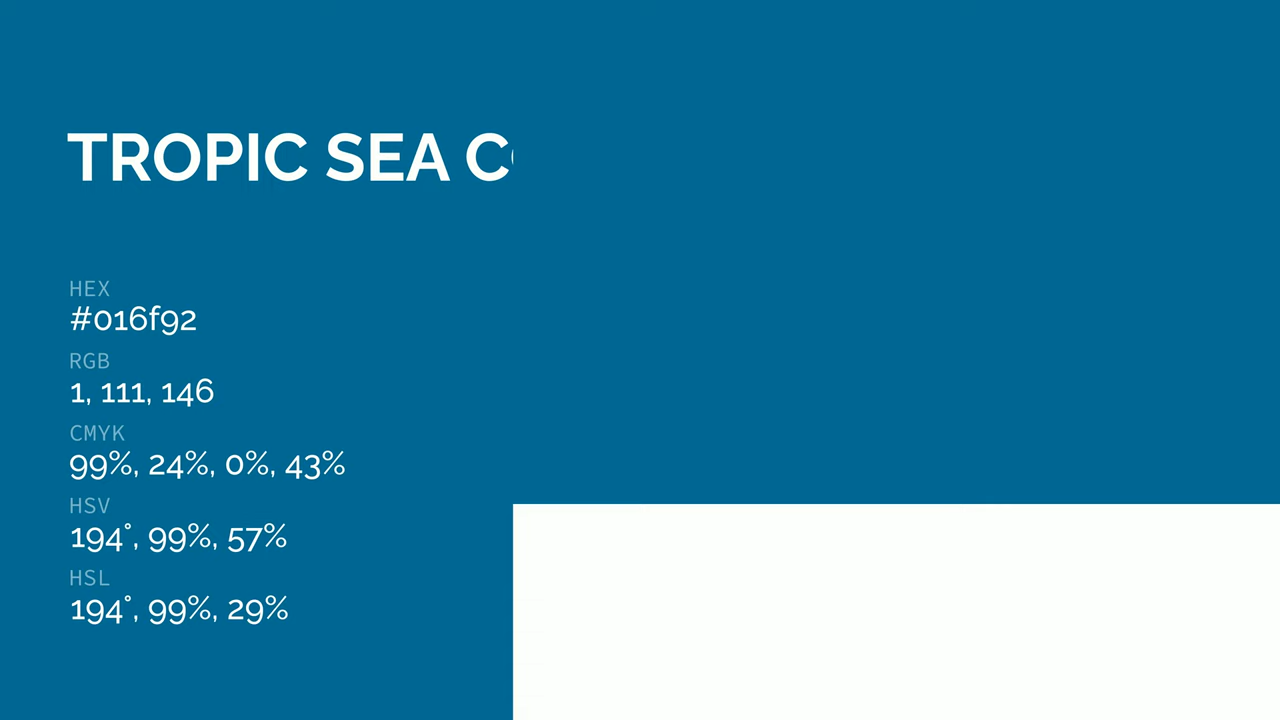 TROPIC SEA C
HEX
#016f92
RGB
1, 111, 146
CMYK
99%, 24%, 0%, 43%
HSV
194°, 99%, 57%
HSL
194°, 99%, 29%